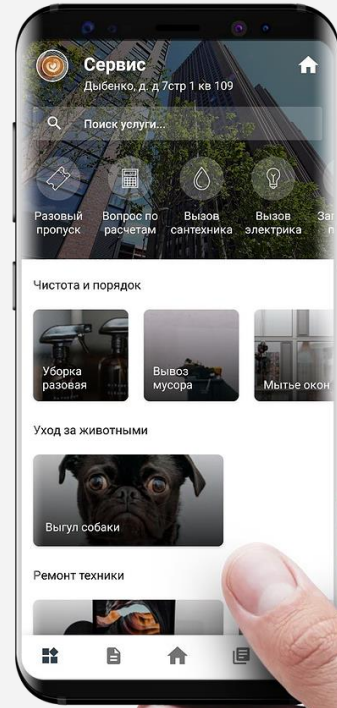 Сервис
Дыбенко, д. д 7стр 1 кв 109
Поиск услуги...
Разовый
пропуск
Вопрос по
расчетам
Вызов
сантехника
Вызов
электрика
Чистота и порядок
Уборка
разовая
Вывоз
мусора
Мытье окон
Уход за животными
Выгул собаки
Ремонт техники